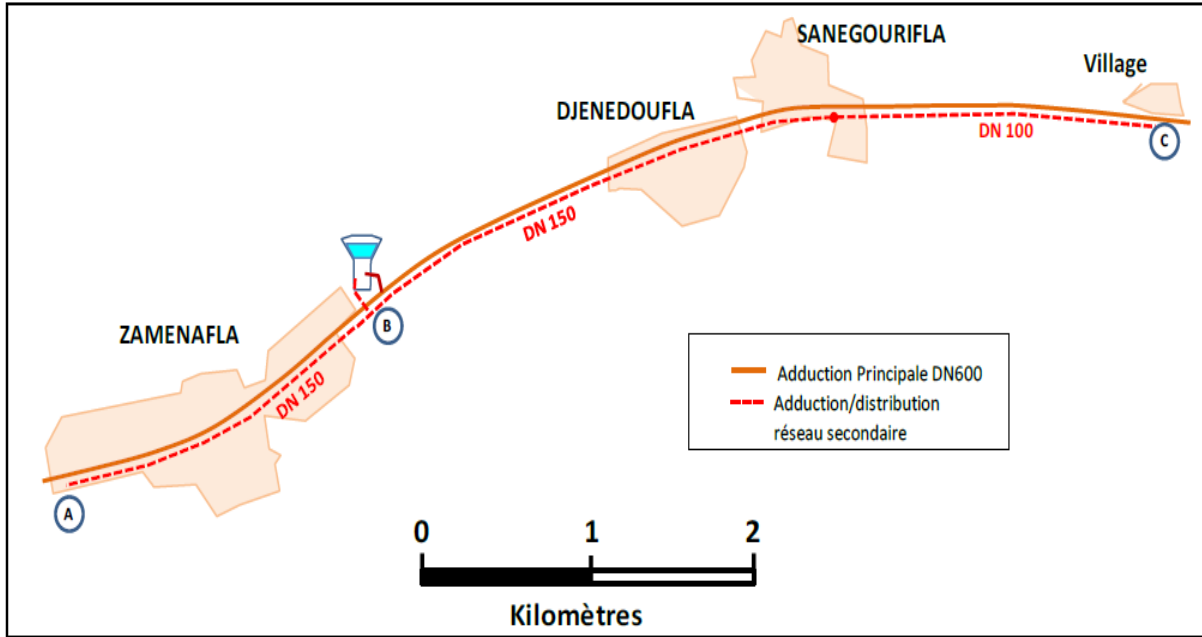 SANEGOURIFLA
Village
DJENEDOUFLA
DN 100
C
DN 150
B
ZAMENAFLA
DN 150
A
Adduction Principale DN600
Adduction/distribution
réseau secondaire
0 1 2
Kilomètres